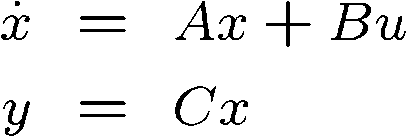 ẋ = Ax + Bu
y = Cx